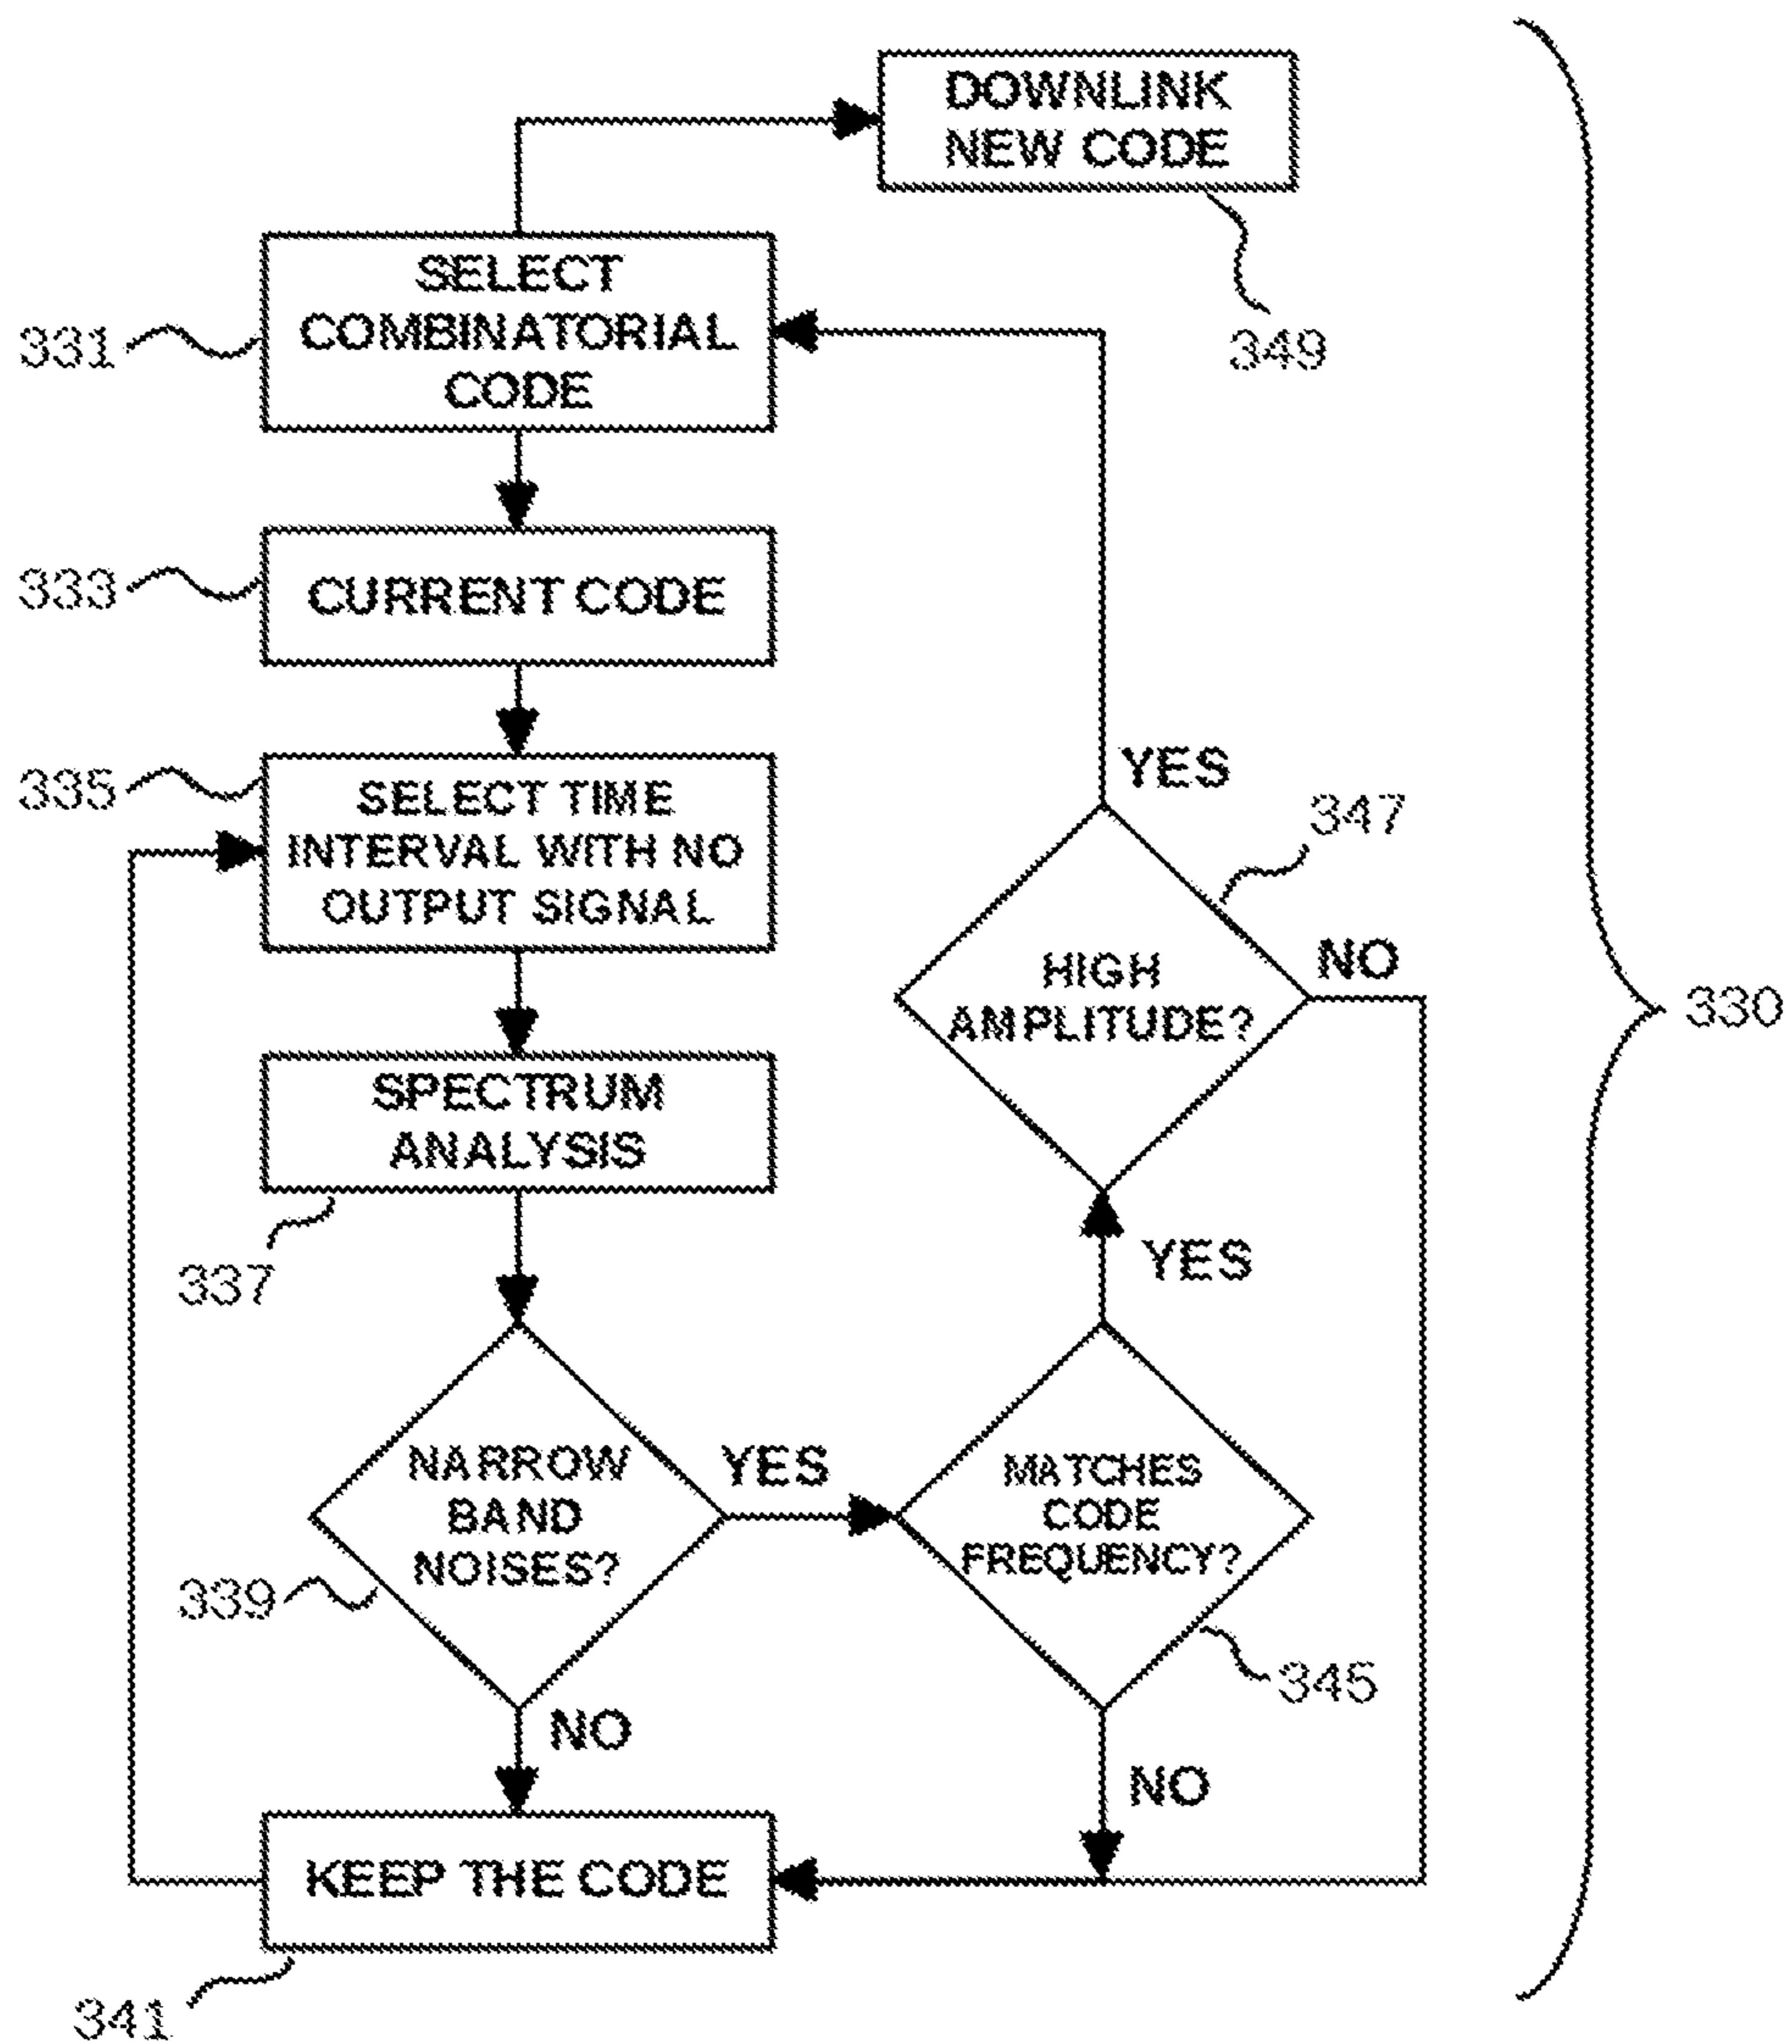 DOWNLINK
NEW CODE
349
SELECT
COMBINATORIAL
CODE
331
CURRENT CODE
333
335
SELECT TIME
INTERVAL WITH NO
OUTPUT SIGNAL
YES
347
HIGH
AMPLITUDE?
NO
330
SPECTRUM
ANALYSIS
337
YES
NARROW
BAND
NOISES?
339
YES
MATCHES
CODE
FREQUENCY?
345
NO
NO
KEEP THE CODE
341